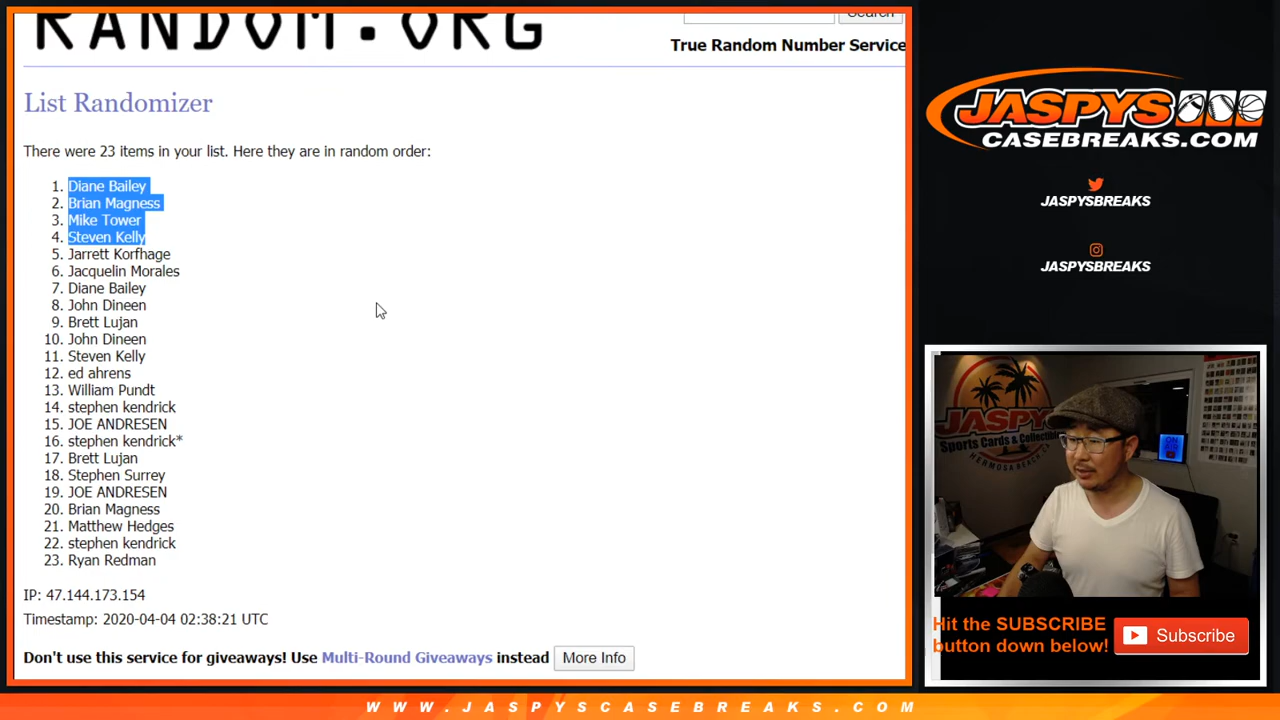 RANDOM.ORG
Search
True Random Number Service
List Randomizer
There were 23 items in your list. Here they are in random order:
1. Diane Bailey
2. Brian Magness
3. Mike Tower
4. Steven Kelly
5. Jarrett Korfhage
6. Jacquelin Morales
7. Diane Bailey
8. John Dineen
9. Brett Lujan
10. John Dineen
11. Steven Kelly
12. ed ahrens
13. William Pundt
14. stephen kendrick
15. JOE ANDRESEN
16. stephen kendrick*
17. Brett Lujan
18. Stephen Surrey
19. JOE ANDRESEN
20. Brian Magness
21. Matthew Hedges
22. stephen kendrick
23. Ryan Redman
IP: 47.144.173.154
Timestamp: 2020-04-04 02:38:21 UTC
Don't use this service for giveaways! Use Multi-Round Giveaways instead
More Info
JASPYS
CASEBREAKS.COM
JASPYSBREAKS
JASPYSBREAKS
JASPYS
Sports Cards & Collectible
HERMOSA BEACH, CA
Hit the SUBSCRIBE
button down below!
Subscribe
WWW.JASPYSCASEBREAKS.COM